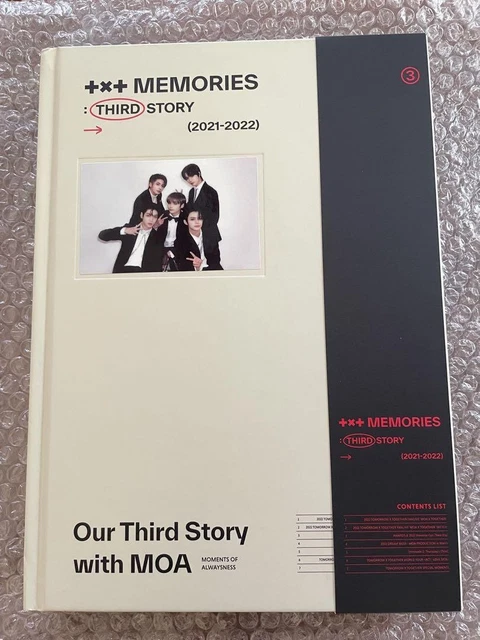 +×+ MEMORIES
: THIRD STORY
→ (2021-2022)
3
+×+ MEMORIES
: THIRD STORY
→ (2021-2022)
CONTENTS LIST
Our Third Story
with MOA
MOMENTS OF
ALWAYSNESS